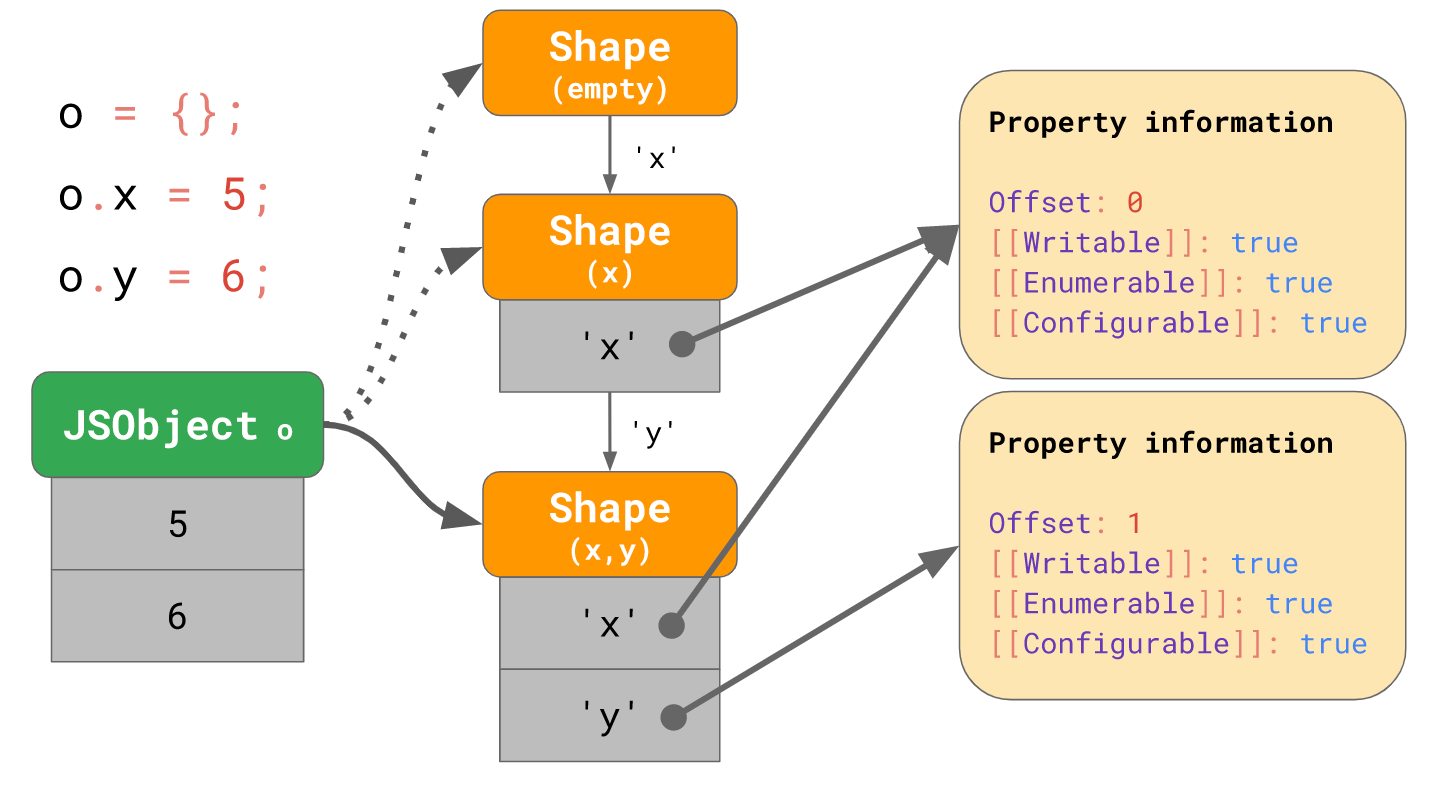 o = {};
o.x = 5;
o.y = 6;
JSObject o
5
6
Shape
(empty)
'x'
Shape
(x)
'x'
'y'
Shape
(x,y)
'x'
'y'
Property information
Offset: 0
[[Writable]]: true
[[Enumerable]]: true
[[Configurable]]: true
Property information
Offset: 1
[[Writable]]: true
[[Enumerable]]: true
[[Configurable]]: true